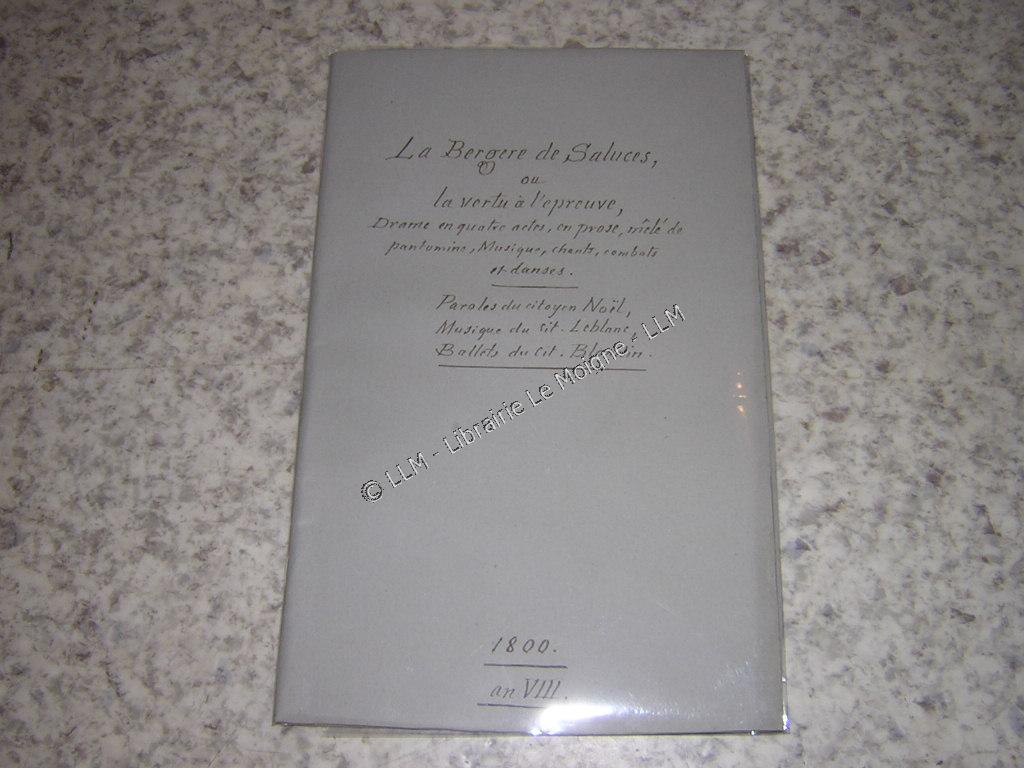 La Bergere de Saluces,
ou
la vertu à l'epreuve,
Drame en quatre actes, en prose, mêlé de
pantomine, Musique, chants, combats
et danses.
Paroles du citoyen Noël,
Musique du cit. Leblanc,
Ballets du cit.
© LLM - Librairie Le Moigne - LLM
1800.
an VIII.